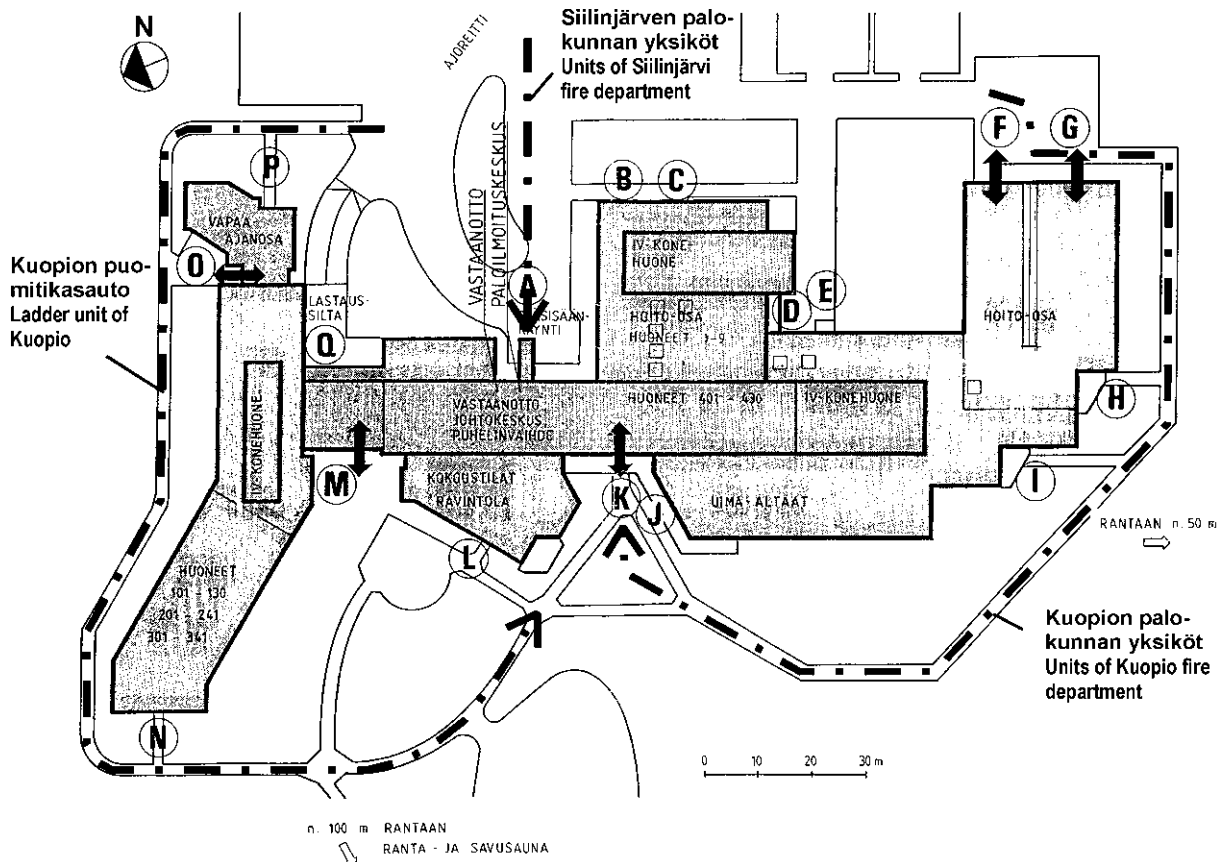 N
Siilinjärven palo-
kunnan yksiköt
Units of Siilinjärvi
fire department
AJOREITTI
VASTAANOTTO
PALOILMOITUSKESKUS
F
G
P
B
C
VAPAA
AJANOSA
IV-KONE-
HUONE
O
Kuopion puo-
mitikasauto
Ladder unit of
Kuopio
A
LASTAUS-
SILTA
D
E
HOITO-OSA
HUONEET 1-9
HOITO-OSA
Q
VASTAANOTTO
JOHTOKESKUS
PUHELINVAIHDE
HUONEET 401 - 430
IV-KONEHUONE
H
IV-KONEHUONE
M
KOKOUSTILAT
RAVINTOLA
K
J
UIMA-ALTAAT
I
RANTAAN n. 50 m
L
HUONEET
101 - 130
201 - 241
301 - 341
Kuopion palo-
kunnan yksiköt
Units of Kuopio fire
department
N
0 10 20 30 m
n. 100 m RANTAAN
RANTA - JA SAVUSAUNA